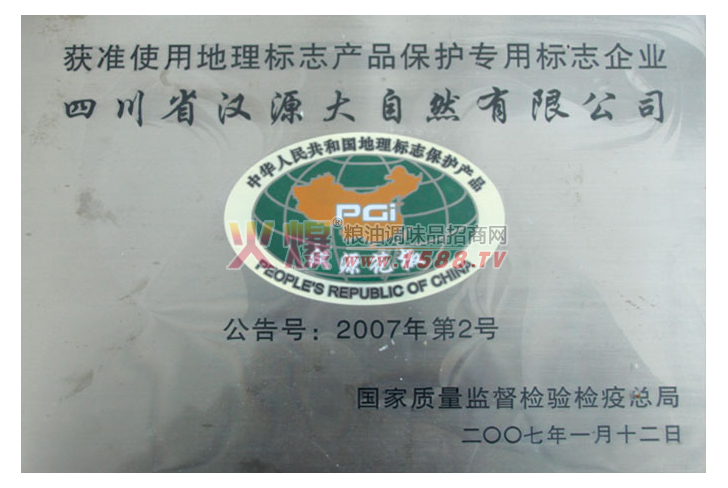 获准使用地理标志产品保护专用标志企业
四川省汉源大自然有限公司
中华人民共和国地理标志保护产品
PGi
火爆®粮油调味品招商网
www.1588.TV
汉源花椒
PEOPLE'S REPUBLIC OF CHINA
公告号：2007年第2号
国家质量监督检验检疫总局
二〇〇七年一月十二日